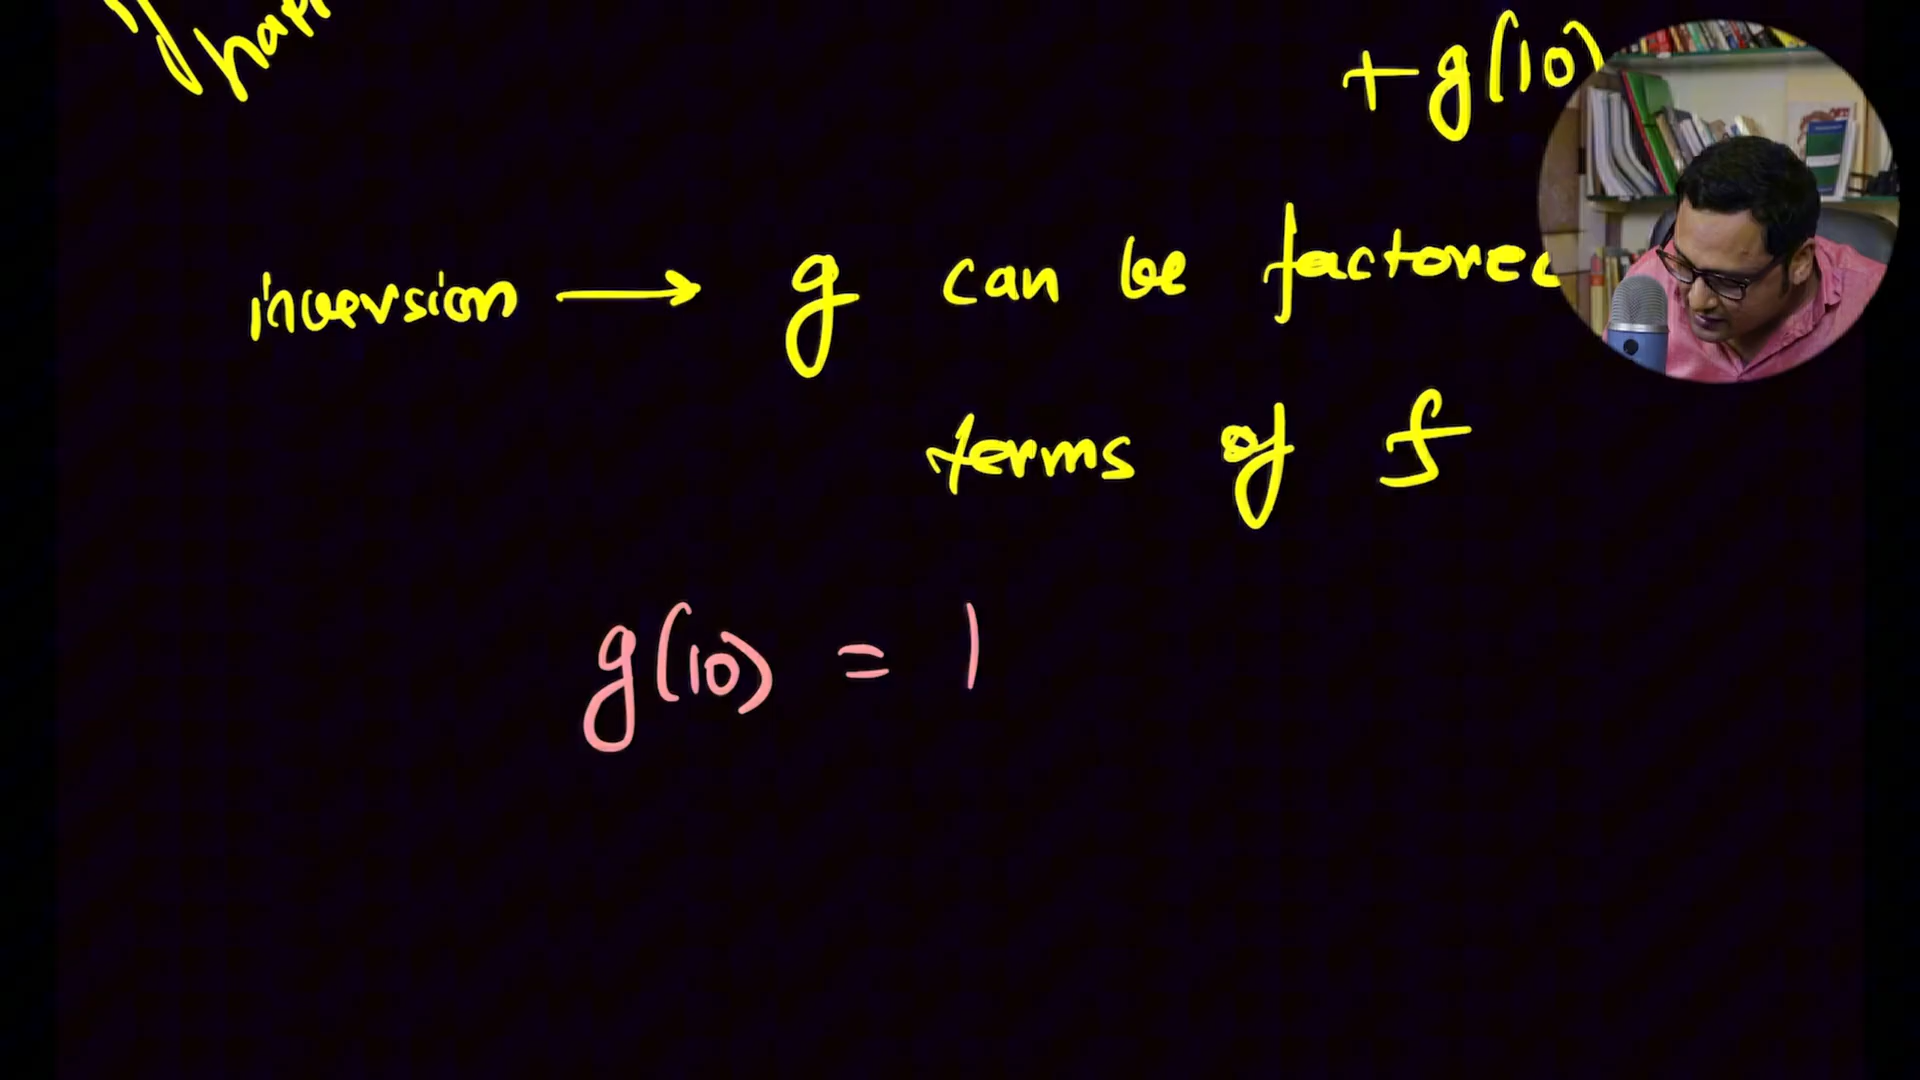 + g(10)
inversion → g can be factored
terms of f
g(10) = 1